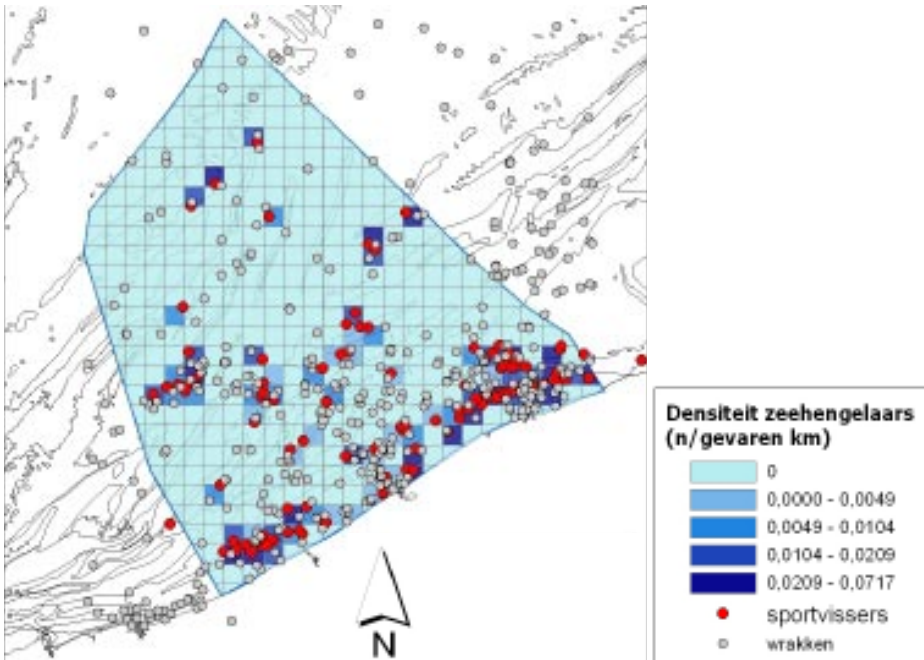 N
Densiteit zeehengelaars
(n/gevaren km)
0
0,0000 - 0,0049
0,0049 - 0,0104
0,0104 - 0,0209
0,0209 - 0,0717
sportvissers
wrakken